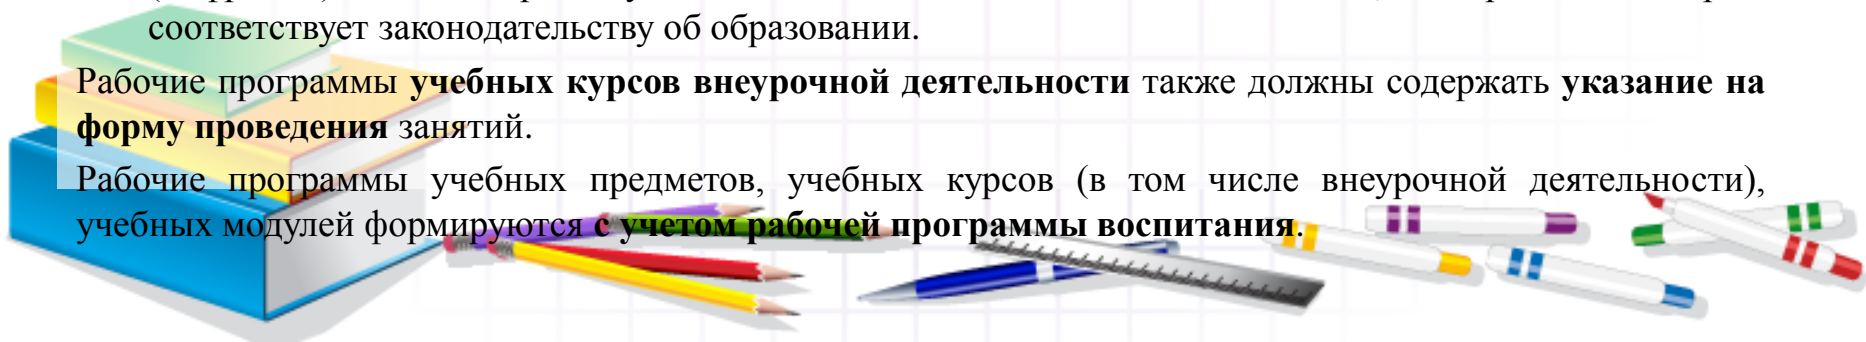 соответствует законодательству об образовании.
Рабочие программы учебных курсов внеурочной деятельности также должны содержать указание на
форму проведения занятий.
Рабочие программы учебных предметов, учебных курсов (в том числе внеурочной деятельности),
учебных модулей формируются с учетом рабочей программы воспитания.